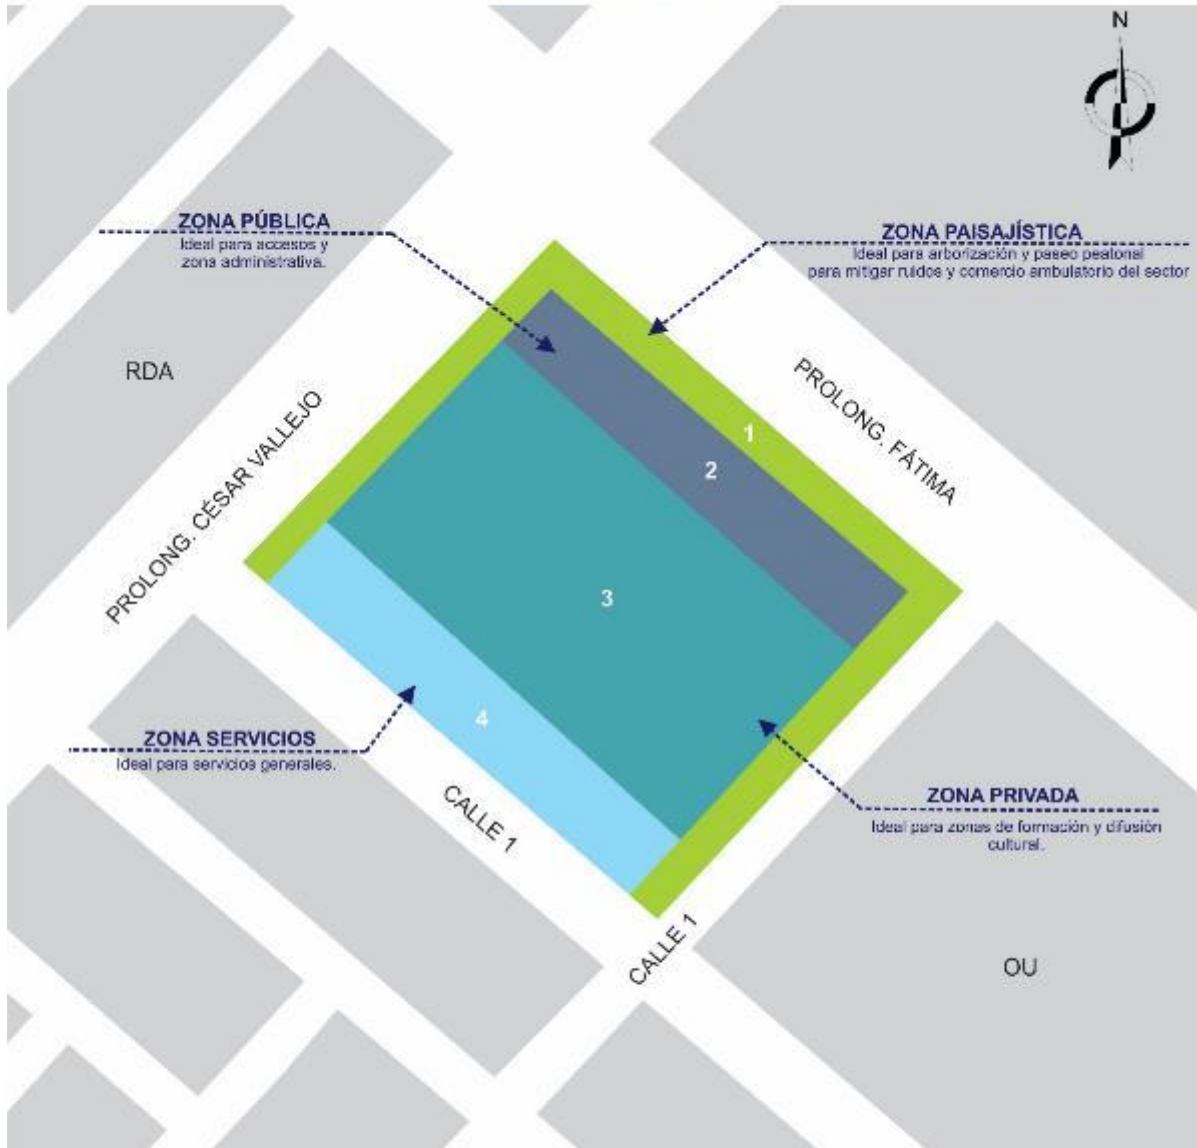 N
ZONA PÚBLICA
Ideal para accesos y
zona administrativa.
ZONA PAISAJÍSTICA
Ideal para arborización y paseo peatonal
para mitigar ruidos y comercio ambulatorio del sector
RDA
PROLONG. CÉSAR VALLEJO
PROLONG. FÁTIMA
1
2
3
4
ZONA SERVICIOS
Ideal para servicios generales.
CALLE 1
ZONA PRIVADA
Ideal para zonas de formación y difusión
cultural.
CALLE 1
OU